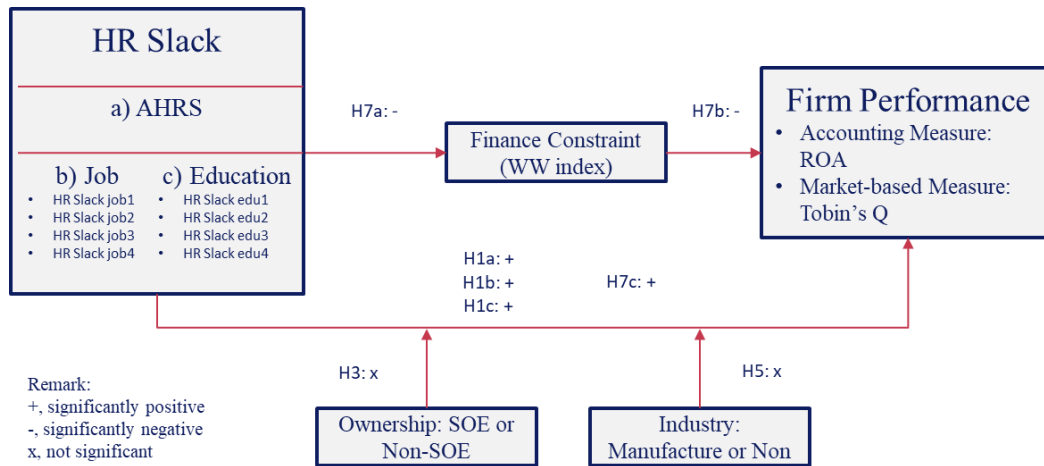 HR Slack
a) AHRS
b) Job
• HR Slack job1
• HR Slack job2
• HR Slack job3
• HR Slack job4
c) Education
• HR Slack edu1
• HR Slack edu2
• HR Slack edu3
• HR Slack edu4
H7a: -
Finance Constraint
(WW index)
H7b: -
Firm Performance
• Accounting Measure:
ROA
• Market-based Measure:
Tobin's Q
H1a: +
H1b: +
H1c: +
H7c: +
H3: x
H5: x
Ownership: SOE or
Non-SOE
Industry:
Manufacture or Non
Remark:
+, significantly positive
-, significantly negative
x, not significant